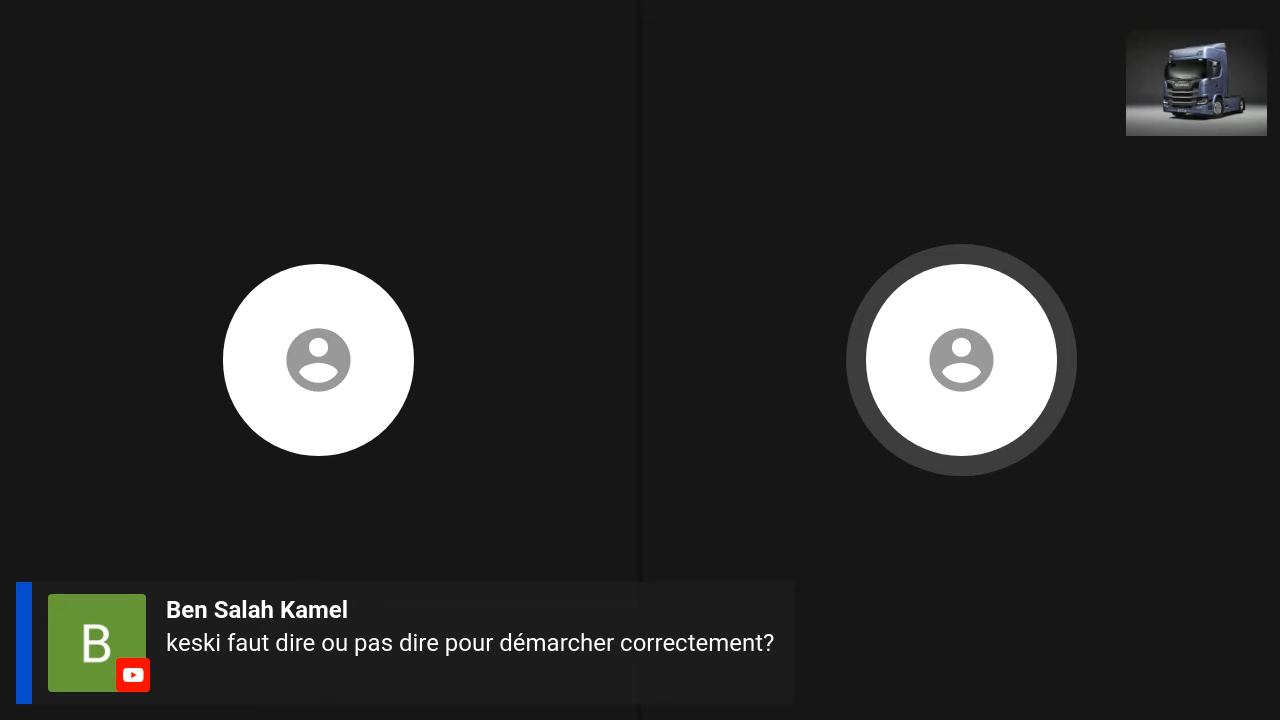 B
Ben Salah Kamel
keski faut dire ou pas dire pour démarcher correctement?